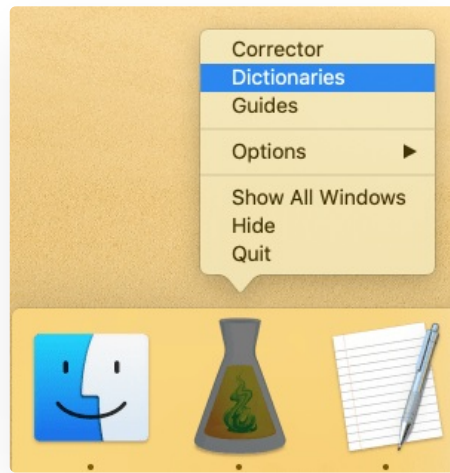 Corrector
Dictionaries
Guides
Options
Show All Windows
Hide
Quit